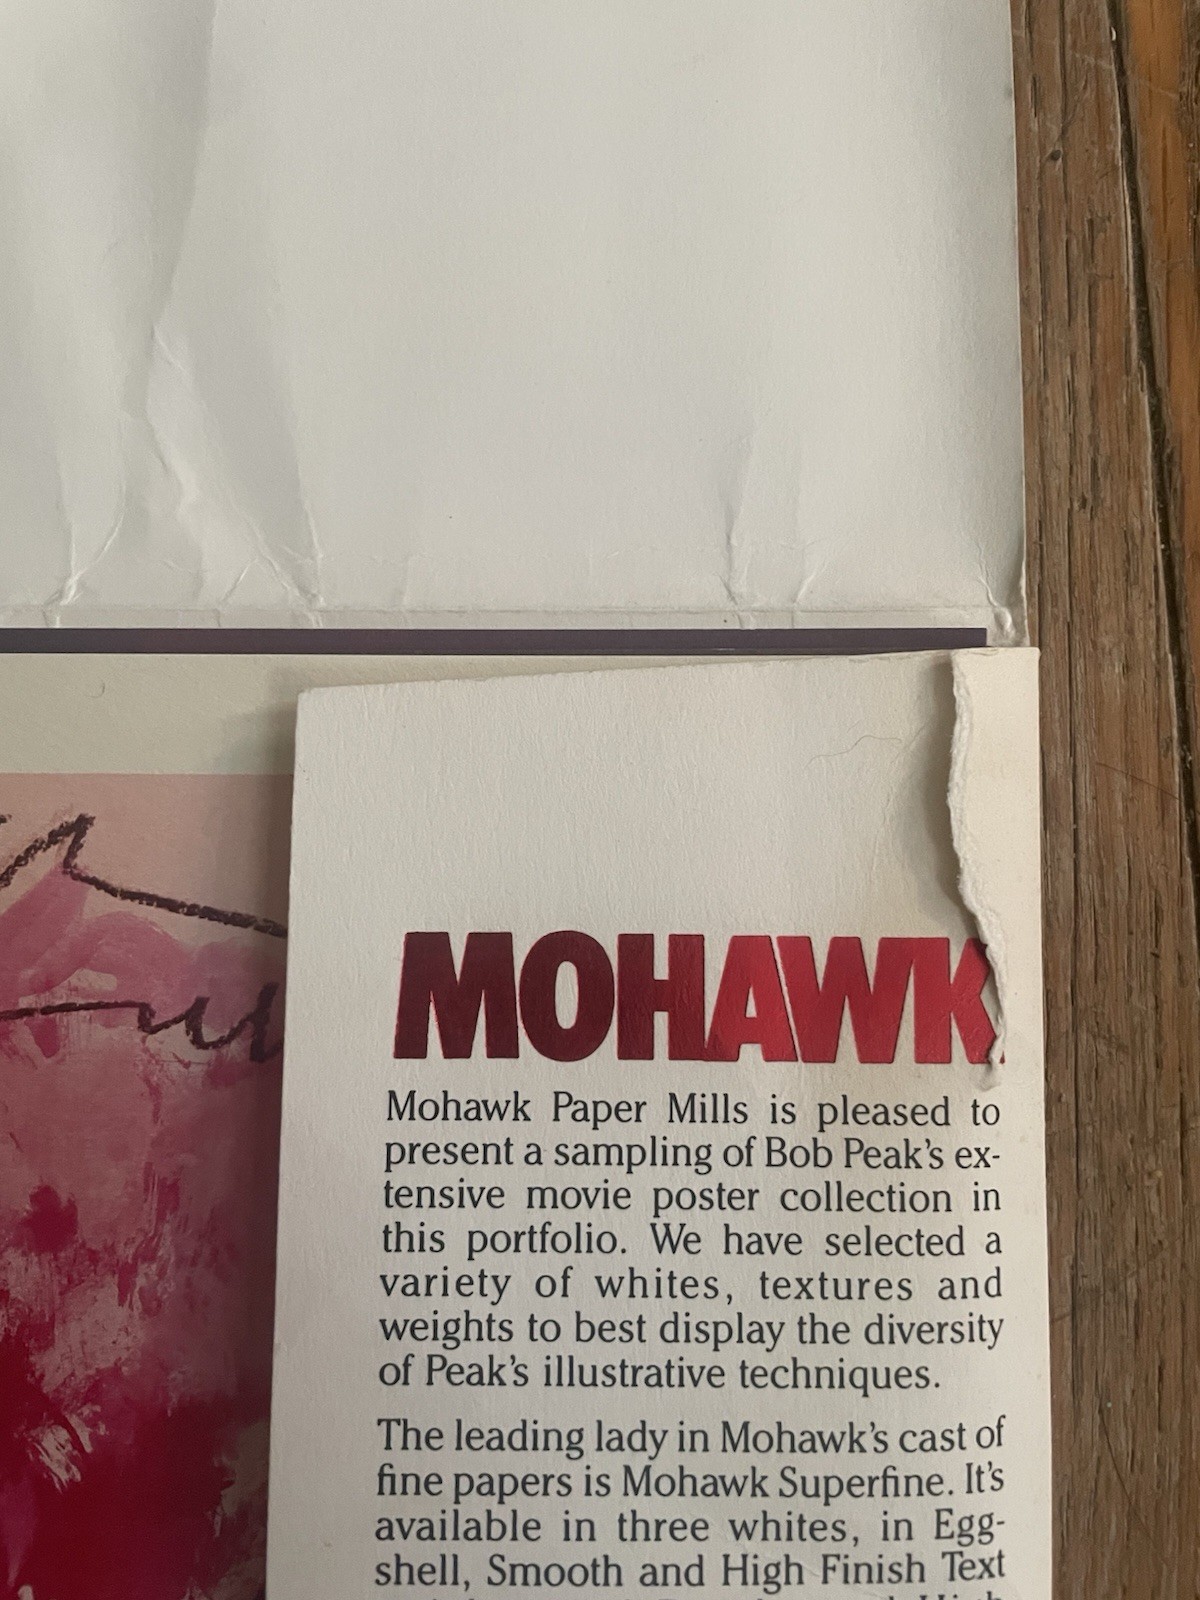 MOHAWK
Mohawk Paper Mills is pleased to
present a sampling of Bob Peak's ex-
tensive movie poster collection in
this portfolio. We have selected a
variety of whites, textures and
weights to best display the diversity
of Peak's illustrative techniques.
The leading lady in Mohawk's cast of
fine papers is Mohawk Superfine. It's
available in three whites, in Egg-
shell, Smooth and High Finish Text